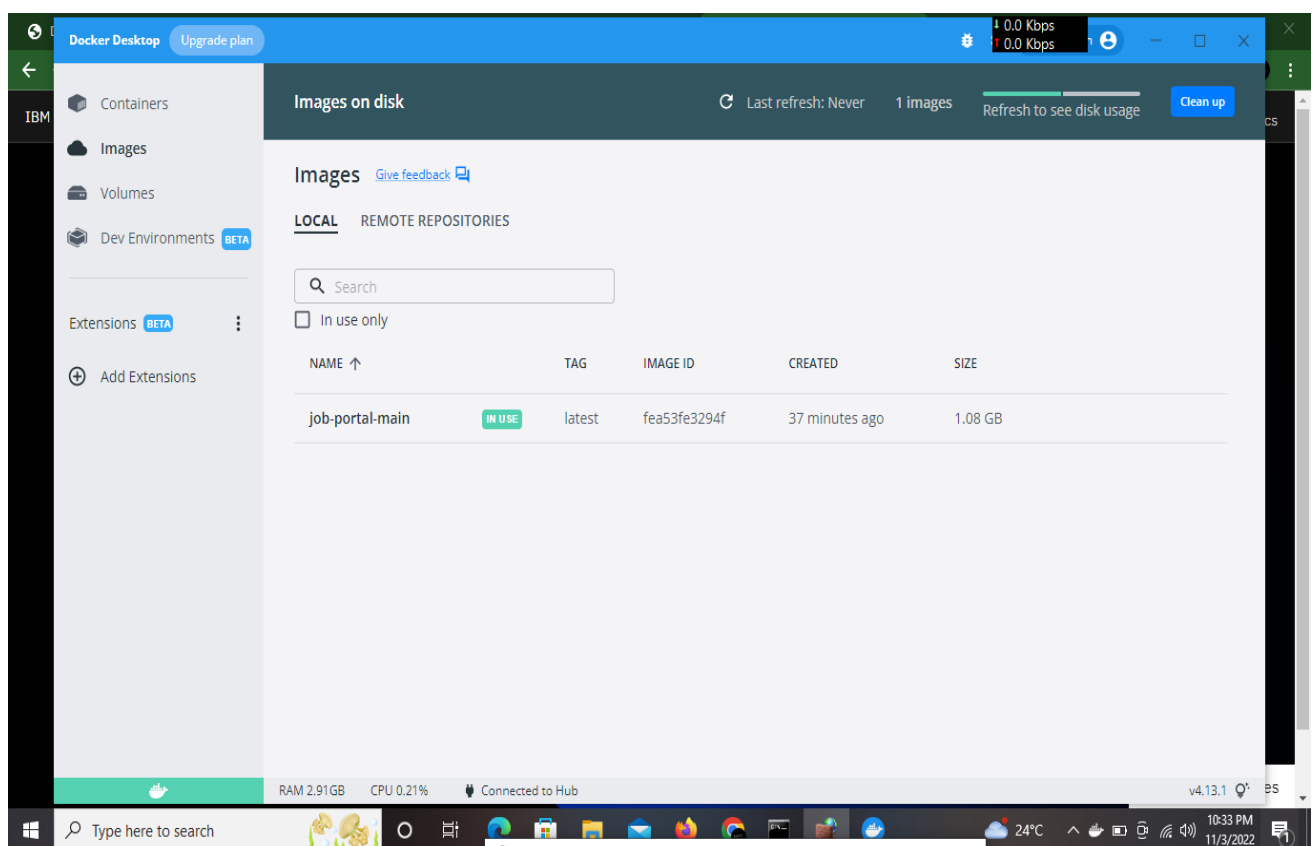 Docker Desktop Upgrade plan
0.0 Kbps
0.0 Kbps
IBM
cs
Containers
Images
Volumes
Dev Environments BETA
Extensions BETA
Add Extensions
Images on disk
Last refresh: Never
1 images
Refresh to see disk usage
Clean up
Images Give feedback
LOCAL REMOTE REPOSITORIES
Search
In use only
NAME TAG IMAGE ID CREATED SIZE
job-portal-main IN USE latest fea53fe3294f 37 minutes ago 1.08 GB
RAM 2.91GB CPU 0.21% Connected to Hub
v4.13.1
es
Type here to search
24°C
10:33 PM
11/3/2022
1